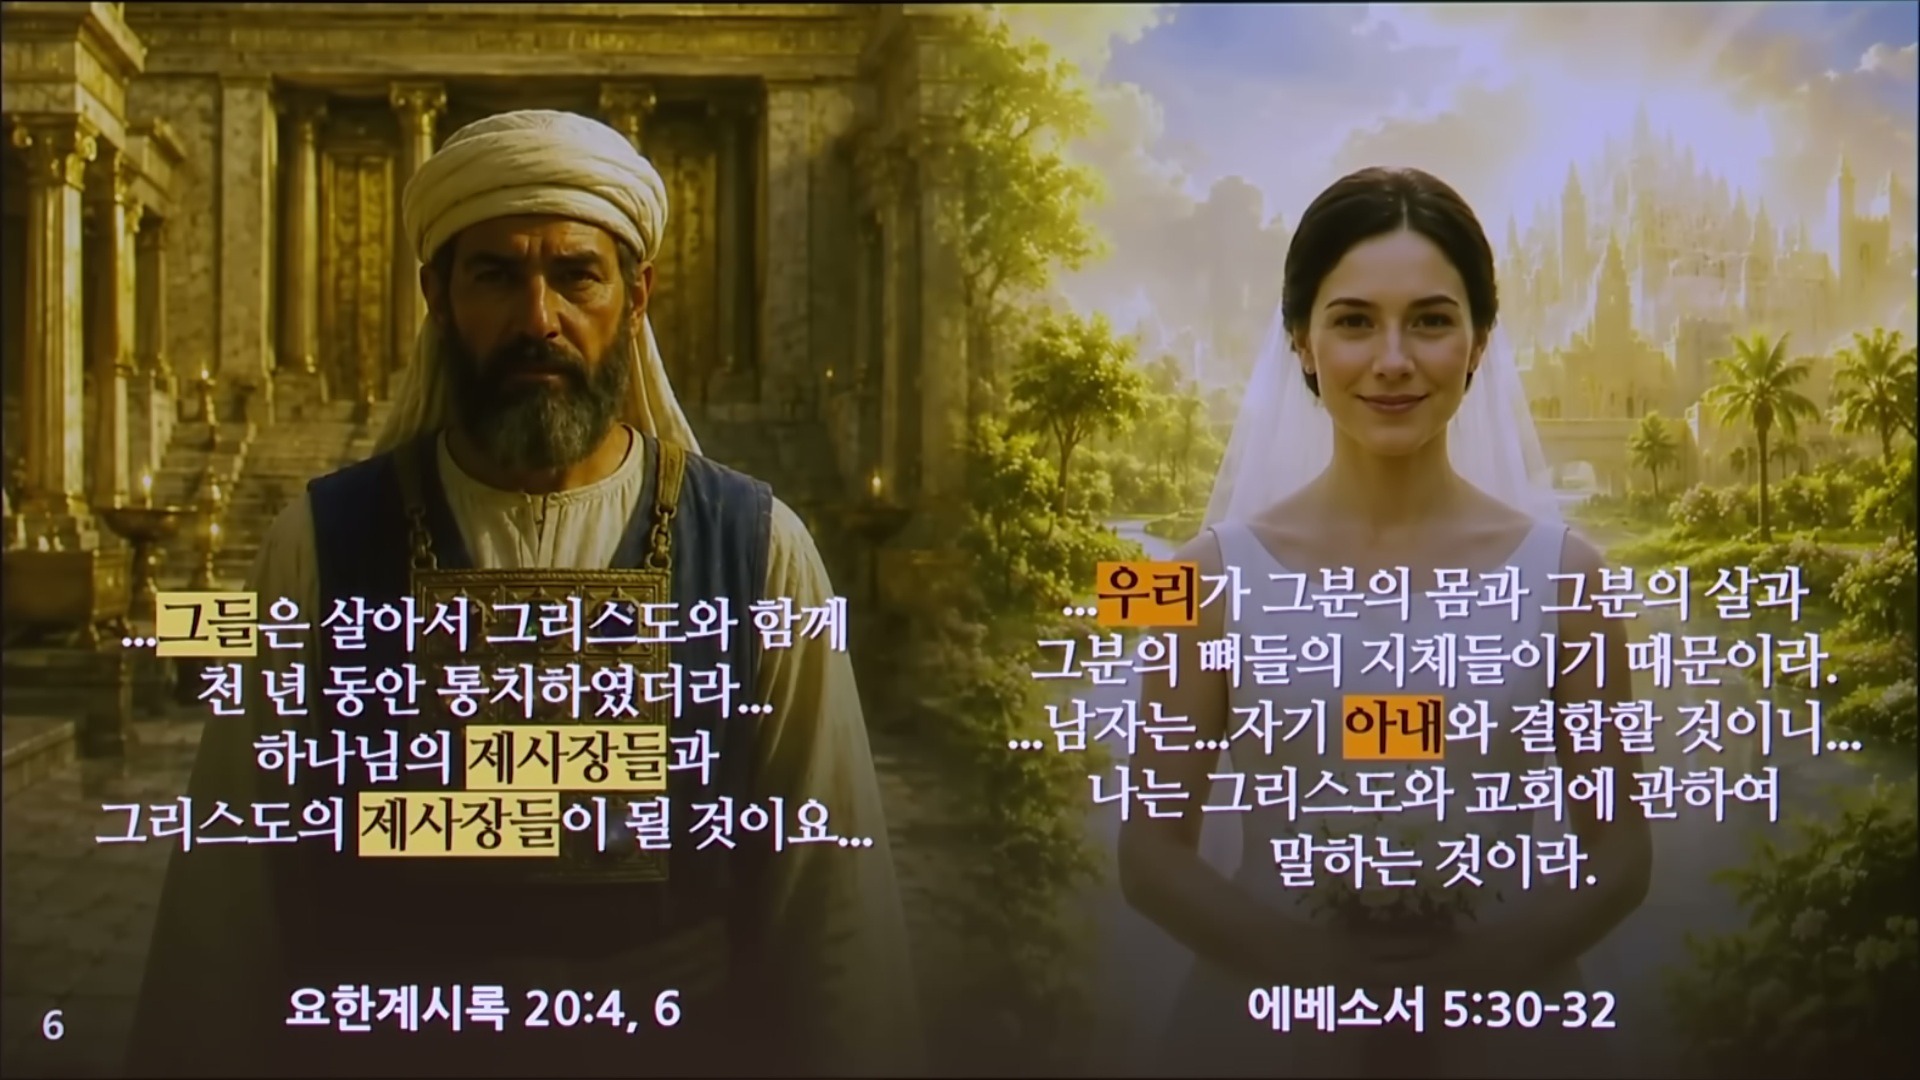 ...그들은 살아서 그리스도와 함께
천 년 동안 통치하였더라...
하나님의 제사장들과
그리스도의 제사장들이 될 것이요...
요한계시록 20:4, 6
...우리가 그분의 몸과 그분의 살과
그분의 뼈들의 지체들이기 때문이라.
...남자는...자기 아내와 결합할 것이니...
나는 그리스도와 교회에 관하여
말하는 것이라.
에베소서 5:30-32
6